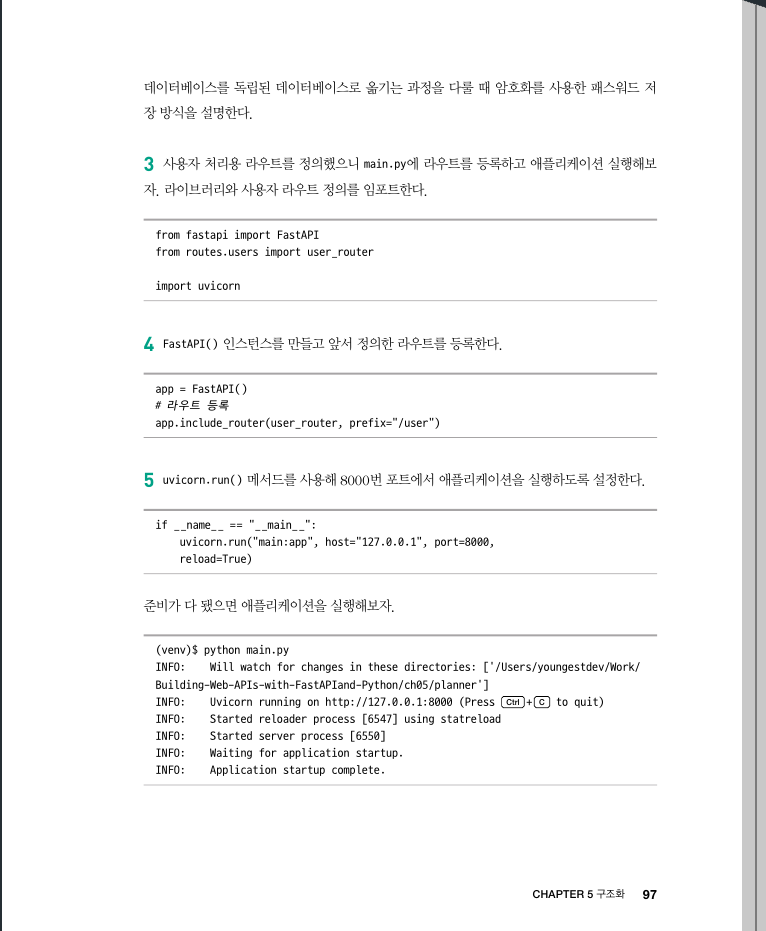 데이터베이스를 독립된 데이터베이스로 옮기는 과정을 다룰 때 암호화를 사용한 패스워드 저
장 방식을 설명한다.
3 사용자 처리용 라우트를 정의했으니 main.py에 라우트를 등록하고 애플리케이션 실행해보
자. 라이브러리와 사용자 라우트 정의를 임포트한다.
from fastapi import FastAPI
from routes.users import user_router
import uvicorn
4 FastAPI() 인스턴스를 만들고 앞서 정의한 라우트를 등록한다.
app = FastAPI()
# 라우트 등록
app.include_router(user_router, prefix="/user")
5 uvicorn.run() 메서드를 사용해 8000번 포트에서 애플리케이션을 실행하도록 설정한다.
if __name__ == "__main__":
    uvicorn.run("main:app", host="127.0.0.1", port=8000,
    reload=True)
준비가 다 됐으면 애플리케이션을 실행해보자.
(venv)$ python main.py
INFO:    Will watch for changes in these directories: ['/Users/youngestdev/Work/
Building-Web-APIs-with-FastAPIand-Python/ch05/planner']
INFO:    Uvicorn running on http://127.0.0.1:8000 (Press Ctrl+C to quit)
INFO:    Started reloader process [6547] using statreload
INFO:    Started server process [6550]
INFO:    Waiting for application startup.
INFO:    Application startup complete.
CHAPTER 5 구조화 97